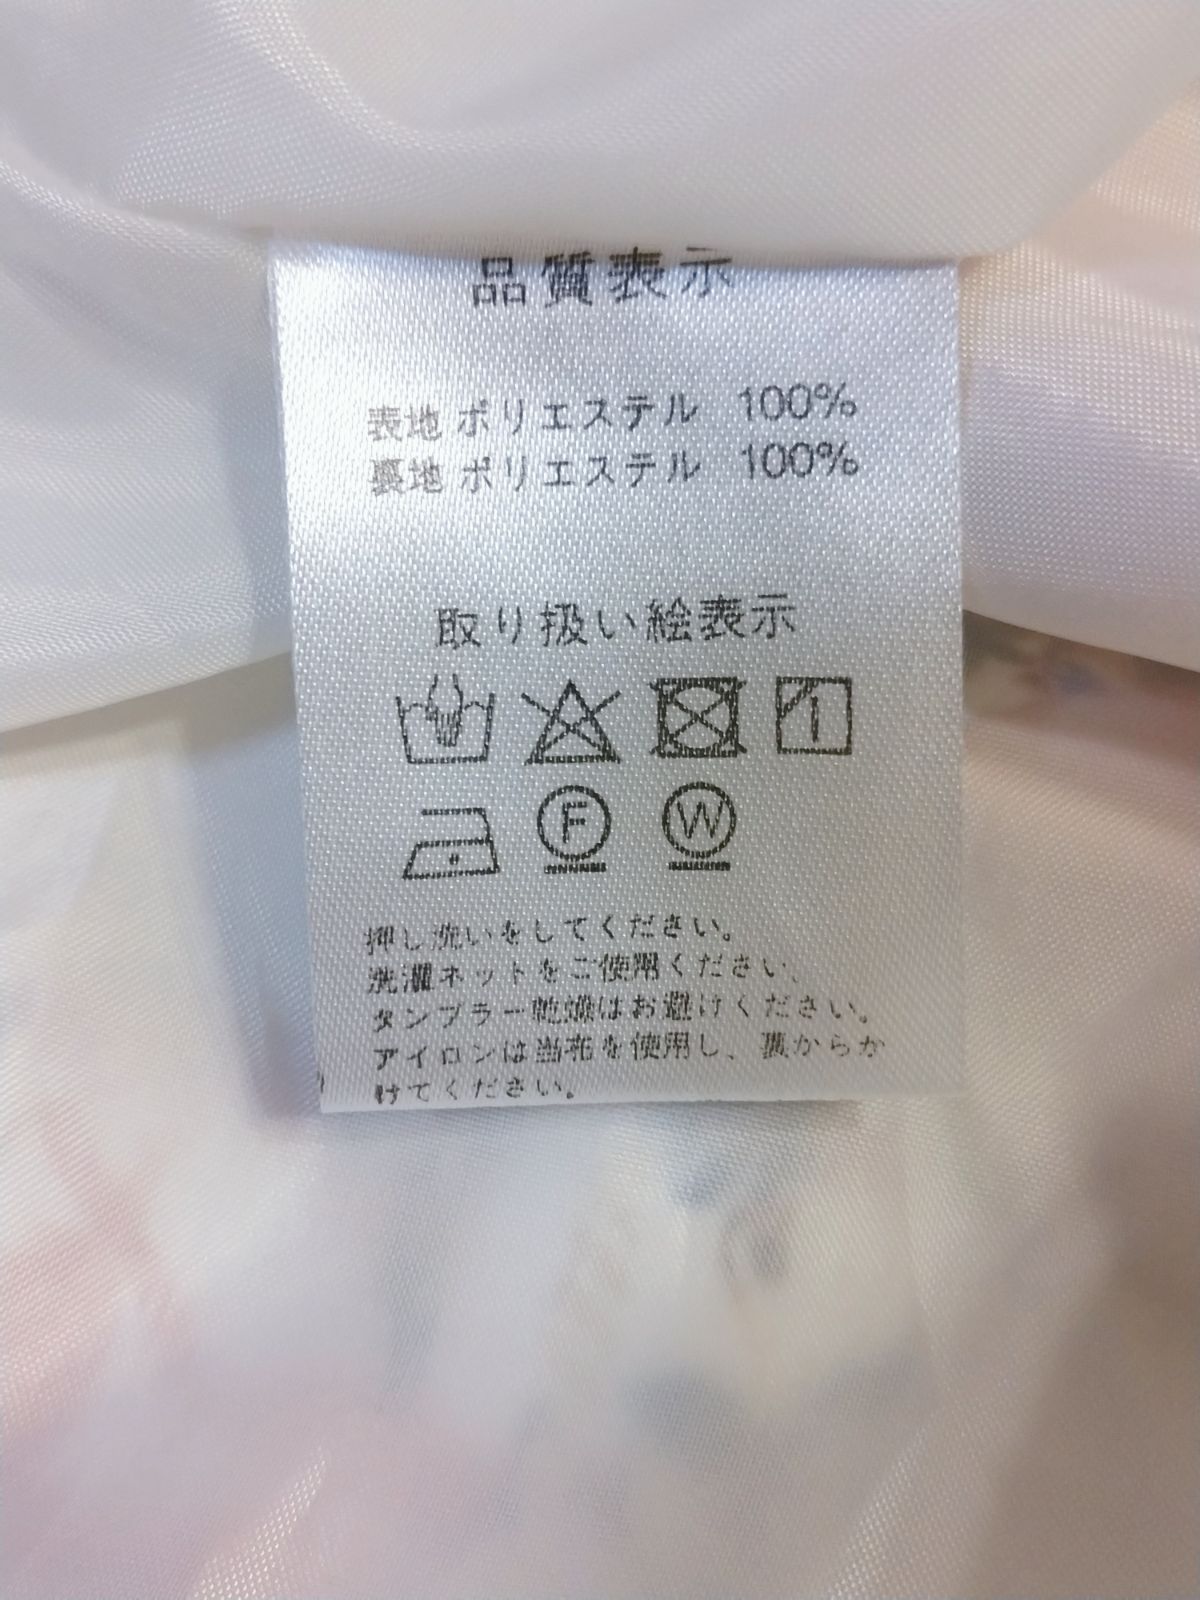 品質表示
表地 ポリエステル 100%
裏地 ポリエステル 100%
取り扱い絵表示
F W
押し洗いをしてください。
洗濯ネットをご使用ください、
タンブラー乾燥はお避けください。
アイロンは当布を使用し、裏からか
けてください。